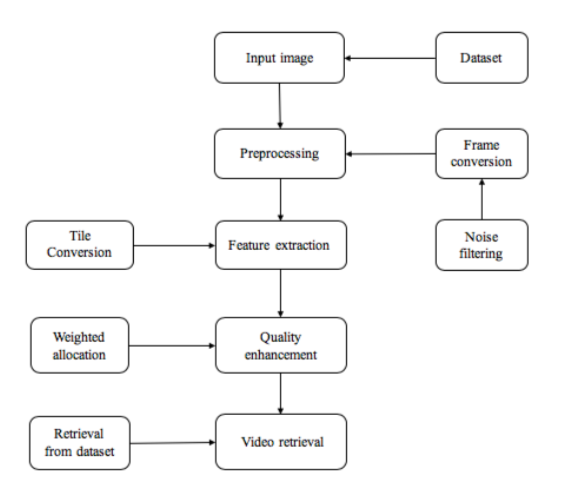 Input image
Dataset
Preprocessing
Frame
conversion
Tile
Conversion
Feature extraction
Noise
filtering
Weighted
allocation
Quality
enhancement
Retrieval
from dataset
Video retrieval